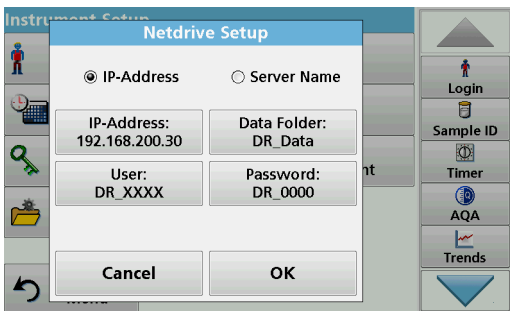 Instrument Setup
Netdrive Setup
IP-Address
Server Name
IP-Address:
192.168.200.30
Data Folder:
DR_Data
User:
DR_XXXX
Password:
DR_0000
Cancel
OK
Menu
Login
Sample ID
Timer
AQA
Trends